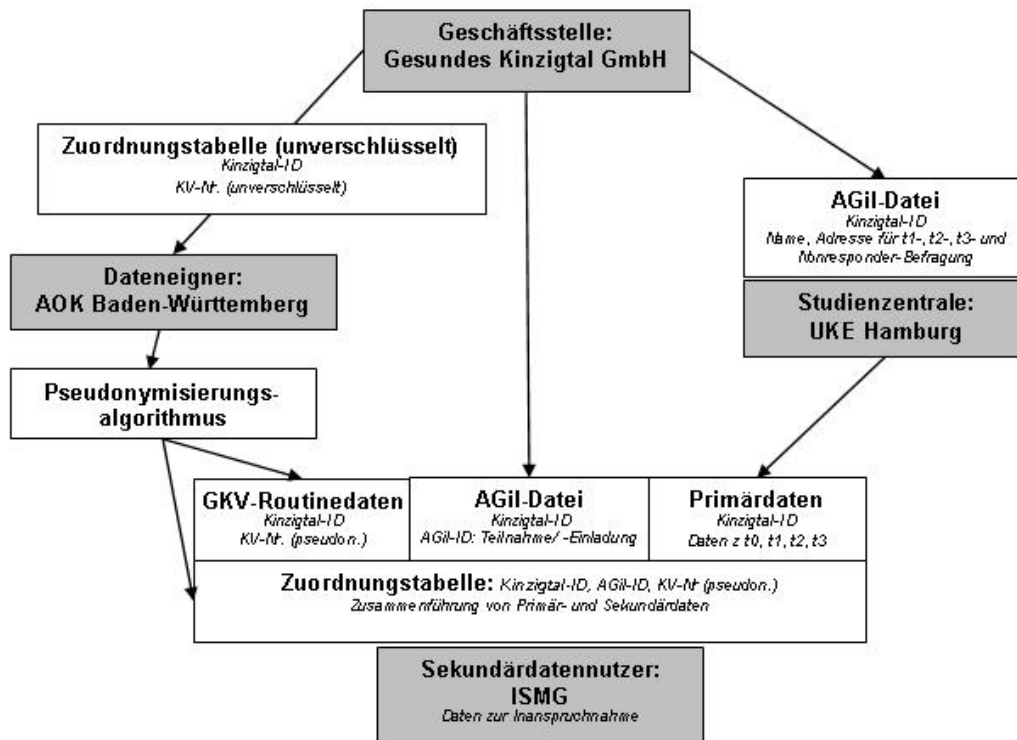 Geschäftsstelle:
Gesundes Kinzigtal GmbH
Zuordnungstabelle (unverschlüsselt)
Kinzigtal-ID
KV-Nr. (unverschlüsselt)
AGil-Datei
Kinzigtal-ID
Name, Adresse für t1-, t2-, t3- und
Nonresponder-Befragung
Dateneigner:
AOK Baden-Württemberg
Studienzentrale:
UKE Hamburg
Pseudonymisierungs-
algorithmus
GKV-Routinedaten
Kinzigtal-ID
KV-Nr. (pseudon.)
AGil-Datei
Kinzigtal-ID
AGil-ID: Teilnahme/ -Einladung
Primärdaten
Kinzigtal-ID
Daten z t0, t1, t2, t3
Zuordnungstabelle: Kinzigtal-ID, AGil-ID, KV-Nr (pseudon.)
Zusammenführung von Primär- und Sekundärdaten
Sekundärdatennutzer:
ISMG
Daten zur Inanspruchnahme